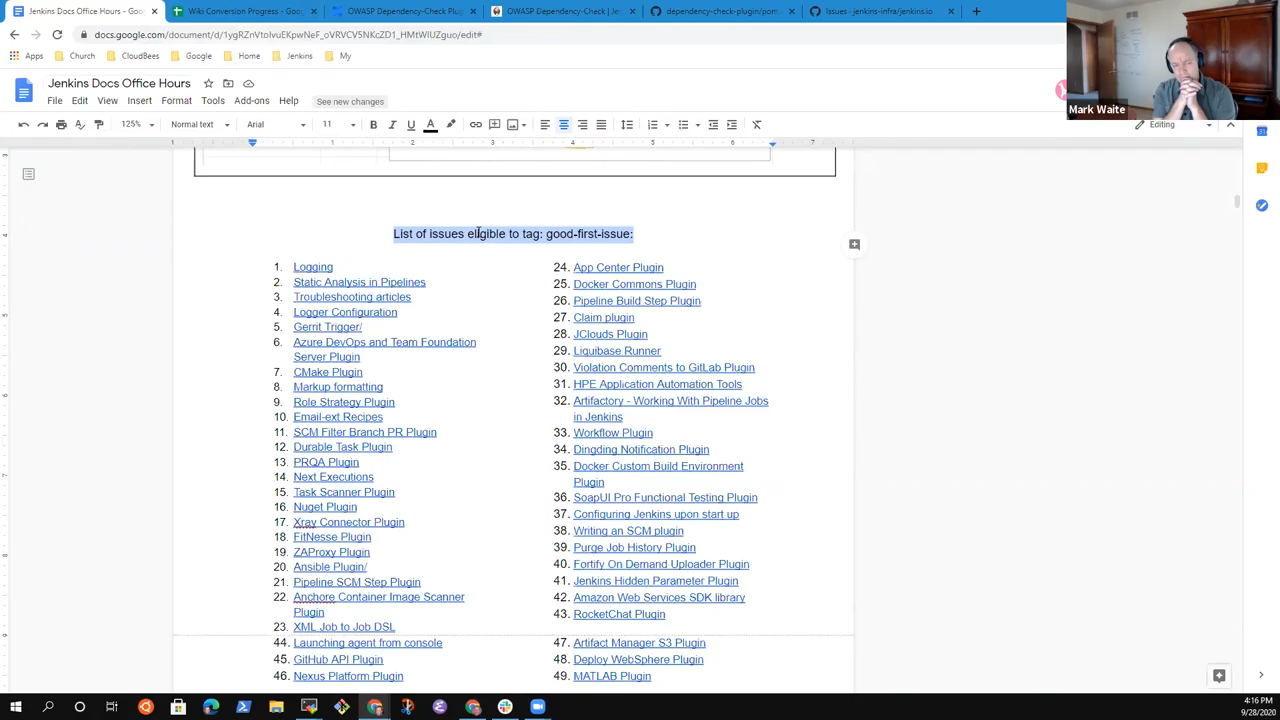 Jenkins Docs Office Hours - Goo
Wiki Conversion Progress - Goo
OWASP Dependency-Check Plug
OWASP Dependency-Check | Jen
dependency-check-plugin/pom
Issues · jenkins-infra/jenkins.io
docs.google.com/document/d/1ygRZnVtoIvuEKpwNeF_oVRVCV5NKcZD1_HMtWIUZguo/edit#
Apps
Church
CloudBees
Google
Home
Jenkins
My
Mark Waite
Jenkins Docs Office Hours
File
Edit
View
Insert
Format
Tools
Add-ons
Help
See new changes
125%
Normal text
Arial
11
Editing
List of issues eligible to tag: good-first-issue:
1. Logging
2. Static Analysis in Pipelines
3. Troubleshooting articles
4. Logger Configuration
5. Gerrit Trigger/
6. Azure DevOps and Team Foundation
Server Plugin
7. CMake Plugin
8. Markup formatting
9. Role Strategy Plugin
10. Email-ext Recipes
11. SCM Filter Branch PR Plugin
12. Durable Task Plugin
13. PRQA Plugin
14. Next Executions
15. Task Scanner Plugin
16. Nuget Plugin
17. Xray Connector Plugin
18. FitNesse Plugin
19. ZAProxy Plugin
20. Ansible Plugin/
21. Pipeline SCM Step Plugin
22. Anchore Container Image Scanner
Plugin
23. XML Job to Job DSL
24. App Center Plugin
25. Docker Commons Plugin
26. Pipeline Build Step Plugin
27. Claim plugin
28. JClouds Plugin
29. Liquibase Runner
30. Violation Comments to GitLab Plugin
31. HPE Application Automation Tools
32. Artifactory - Working With Pipeline Jobs
in Jenkins
33. Workflow Plugin
34. Dingding Notification Plugin
35. Docker Custom Build Environment
Plugin
36. SoapUI Pro Functional Testing Plugin
37. Configuring Jenkins upon start up
38. Writing an SCM plugin
39. Purge Job History Plugin
40. Fortify On Demand Uploader Plugin
41. Jenkins Hidden Parameter Plugin
42. Amazon Web Services SDK library
43. RocketChat Plugin
44. Launching agent from console
45. GitHub API Plugin
46. Nexus Platform Plugin
47. Artifact Manager S3 Plugin
48. Deploy WebSphere Plugin
49. MATLAB Plugin
4:16 PM
9/28/2020